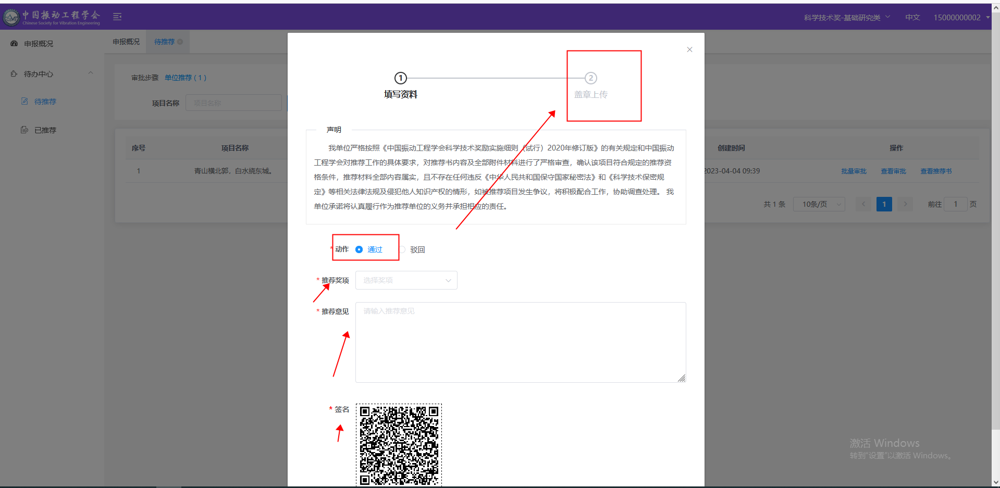 中国振动工程学会
Chinese Society for Vibration Engineering
科学技术奖-基础研究类
中文
15000000002
申报概况
待办中心
待推荐
已推荐
申报概况
待推荐
审批步骤 单位推荐 ( 1 )
项目名称 项目名称
序号 项目名称 创建时间 操作
1 青山横北郭，白水绕东城。 2023-04-04 09:39 批量审批 查看审批 查看推荐书
共 1 条 10条/页 1 前往 1 页
1 2
填写资料 盖章上传
声明
我单位严格按照《中国振动工程学会科学技术奖励实施细则（试行）2020年修订版》的有关规定和中国振动
工程学会对推荐工作的具体要求，对推荐书内容及全部附件材料进行了严格审查，确认该项目符合规定的推荐资
格条件，推荐材料全部内容属实，且不存在任何违反《中华人民共和国保守国家秘密法》和《科学技术保密规
定》等相关法律法规及侵犯他人知识产权的情形，如被推荐项目发生争议，将积极配合工作，协助调查处理。 我
单位承诺将认真履行作为推荐单位的义务并承担相应的责任。
* 动作 通过 驳回
* 推荐奖项 选择奖项
* 推荐意见 请输入推荐意见
* 签名
激活 Windows
转到"设置"以激活 Windows。